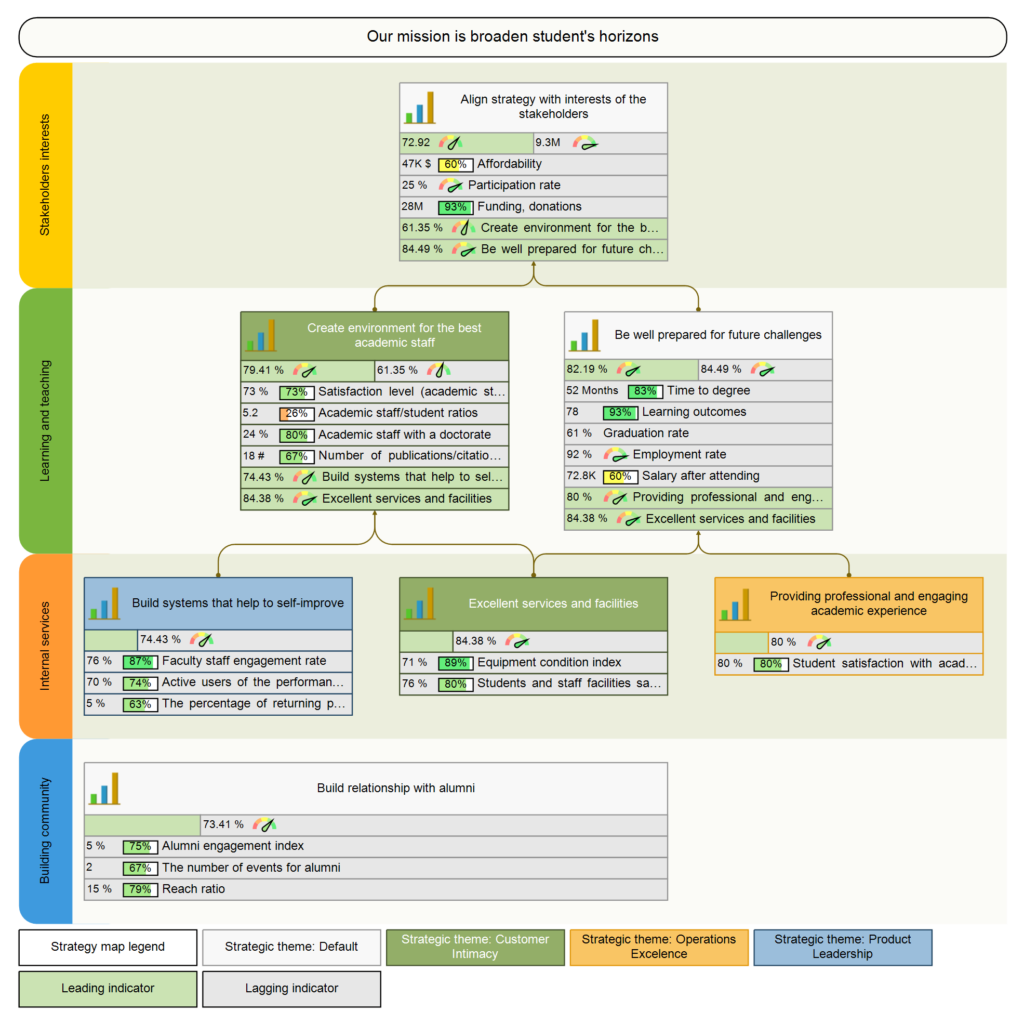 Our mission is broaden student's horizons
Stakeholders interests
Align strategy with interests of the
stakeholders
72.92 9.3M
47K $ 60% Affordability
25 % Participation rate
28M 93% Funding, donations
61.35 % Create environment for the b...
84.49 % Be well prepared for future ch...
Learning and teaching
Create environment for the best
academic staff
79.41 % 61.35 %
73 % 73% Satisfaction level (academic st...
5.2 26% Academic staff/student ratios
24 % 80% Academic staff with a doctorate
18 # 67% Number of publications/citatio...
74.43 % Build systems that help to sel...
84.38 % Excellent services and facilities
Be well prepared for future challenges
82.19 % 84.49 %
52 Months 83% Time to degree
78 93% Learning outcomes
61 % Graduation rate
92 % Employment rate
72.8K 60% Salary after attending
80 % Providing professional and eng...
84.38 % Excellent services and facilities
Internal services
Build systems that help to self-improve
74.43 %
76 % 87% Faculty staff engagement rate
70 % 74% Active users of the performan...
5 % 63% The percentage of returning p...
Excellent services and facilities
84.38 %
71 % 89% Equipment condition index
76 % 80% Students and staff facilities sa...
Providing professional and engaging
academic experience
80 %
80 % 80% Student satisfaction with acad...
Building community
Build relationship with alumni
73.41 %
5 % 75% Alumni engagement index
2 67% The number of events for alumni
15 % 79% Reach ratio
Strategy map legend
Strategic theme: Default
Strategic theme: Customer
Intimacy
Strategic theme: Operations
Excelence
Strategic theme: Product
Leadership
Leading indicator
Lagging indicator